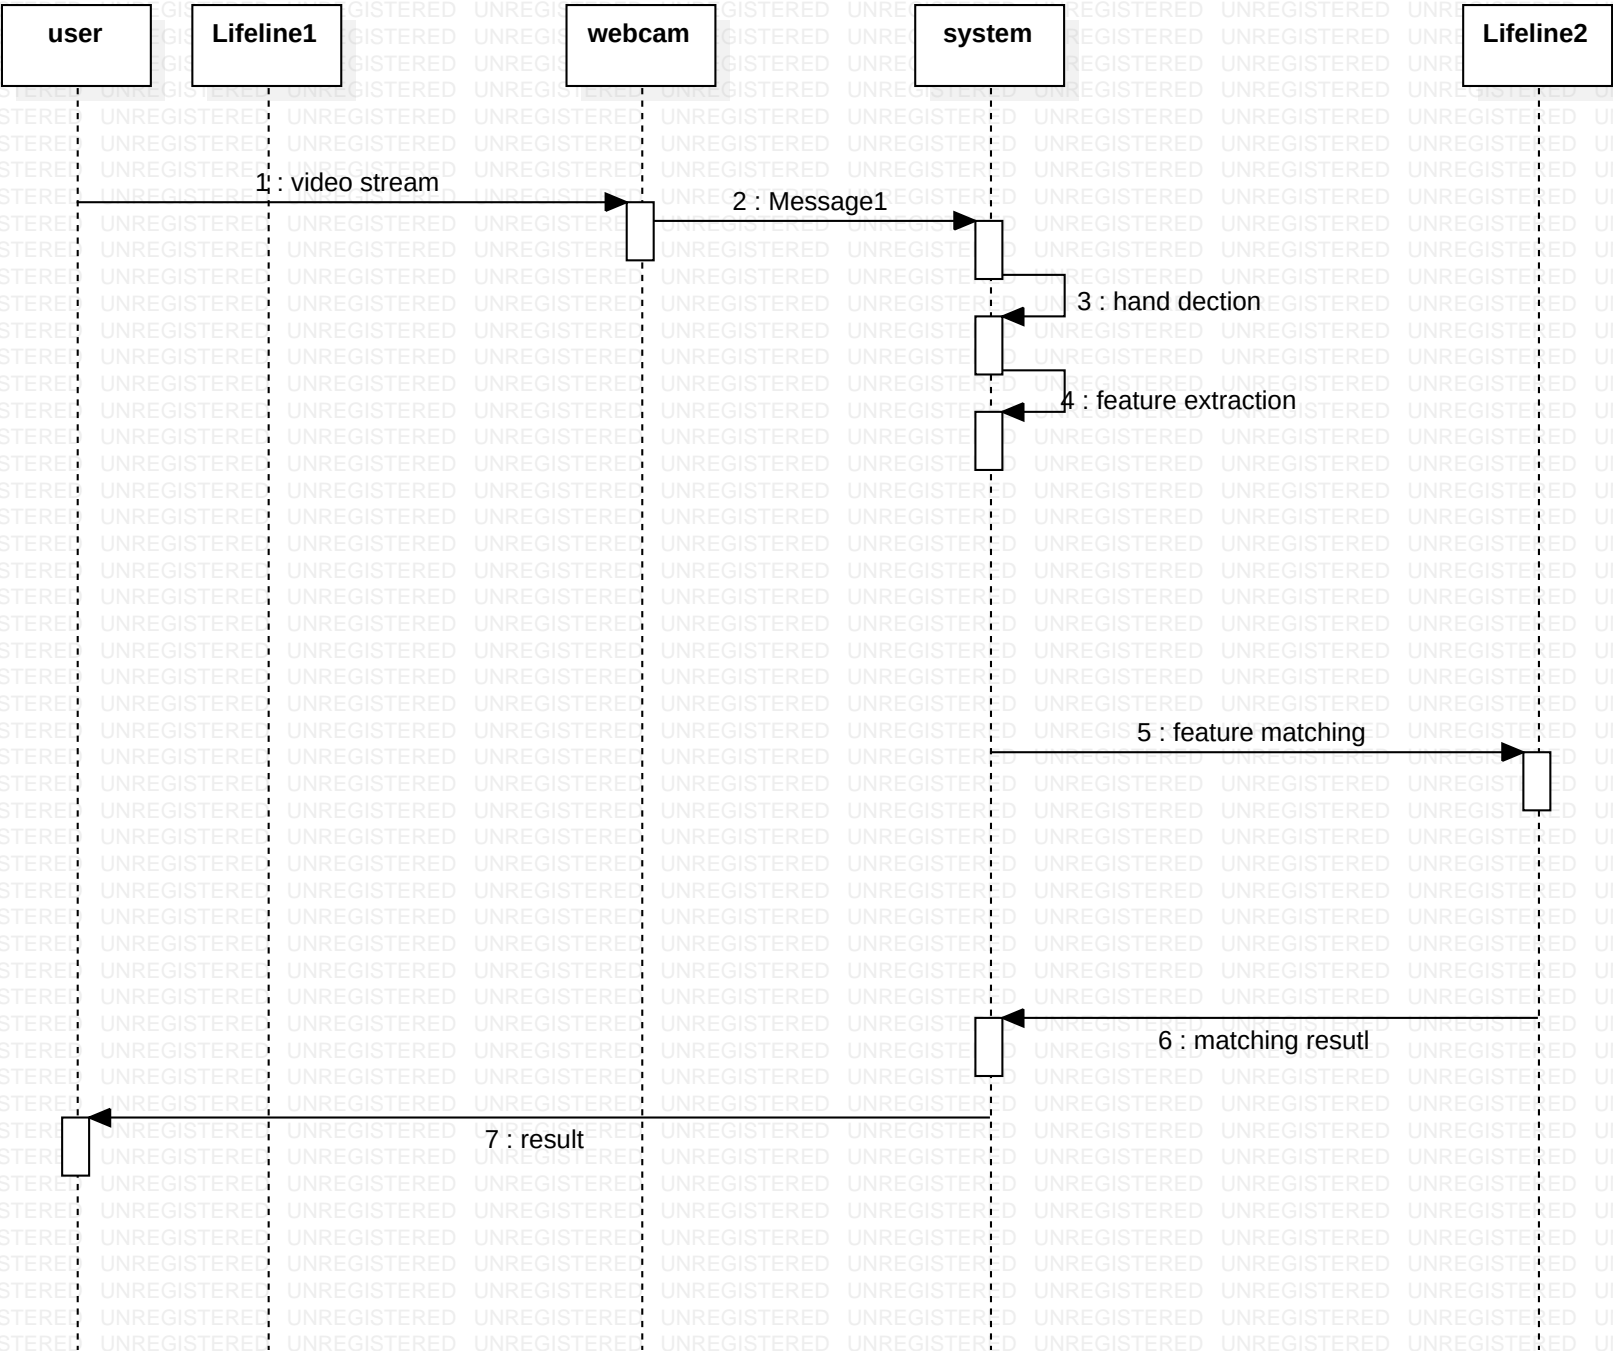 user
Lifeline1
webcam
system
Lifeline2
1 : video stream
2 : Message1
3 : hand dection
4 : feature extraction
5 : feature matching
6 : matching resutl
7 : result
UNREGISTERED